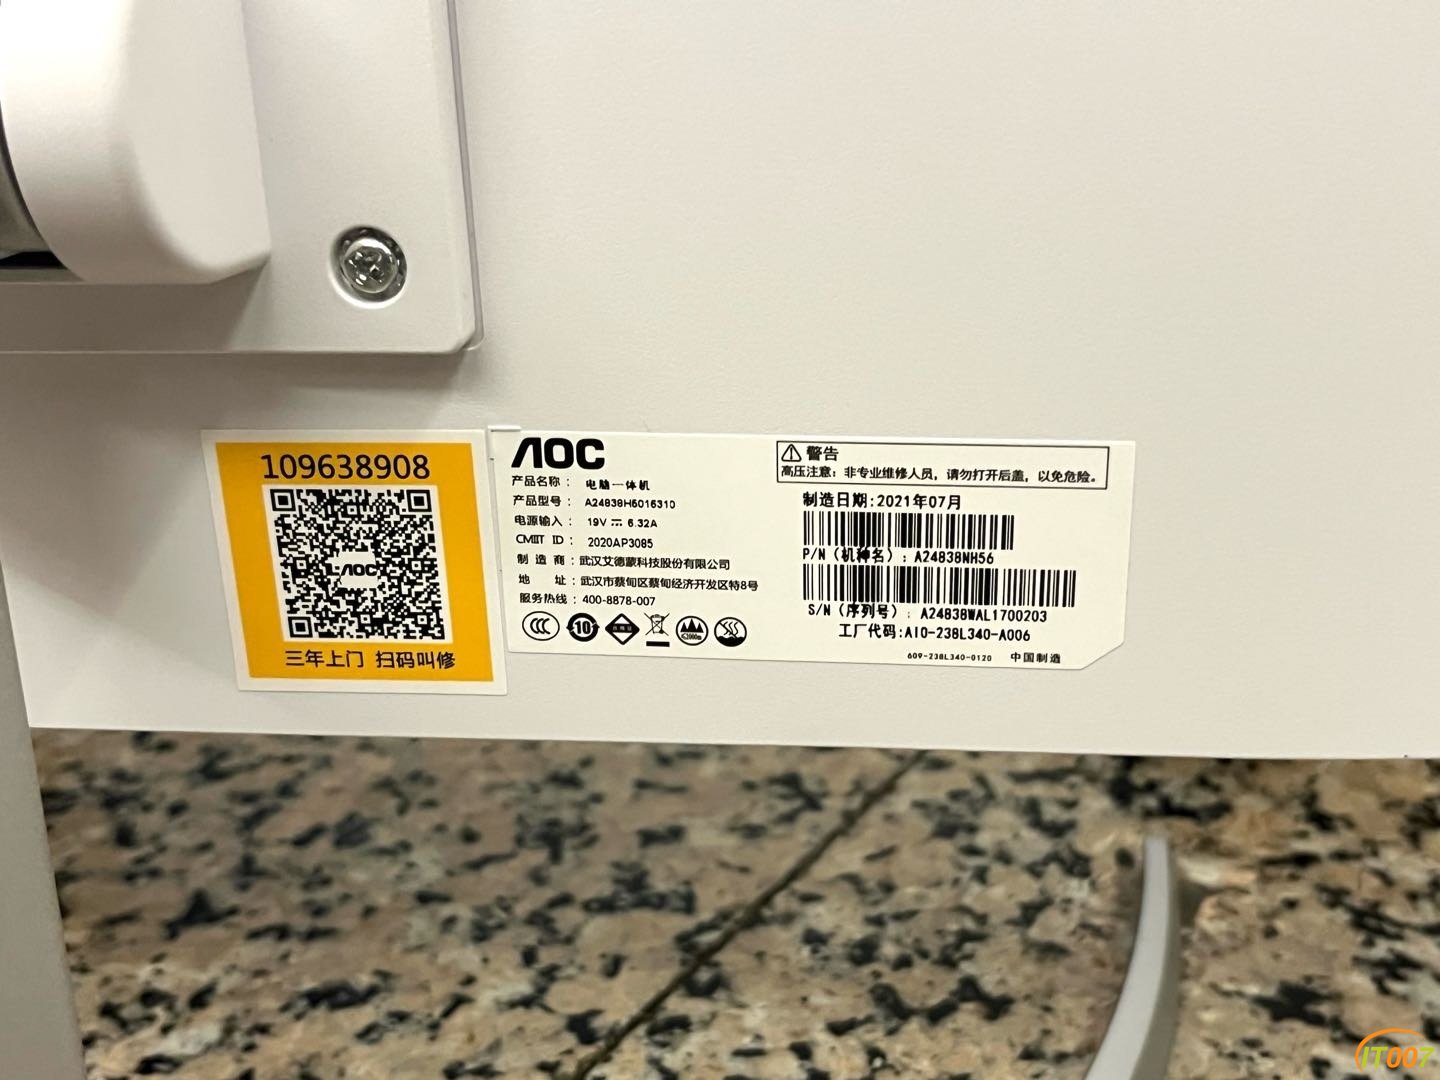 109638908
AOC
三年上门 扫码叫修
AOC
产品名称： 电脑一体机
产品型号： A24838H6016310
电源输入： 19V ⎓ 6.32A
CMIIT ID： 2020AP3085
制 造 商：武汉艾德蒙科技股份有限公司
地 址：武汉市蔡甸区蔡甸经济开发区特8号
服务热线：400-8878-007
10
≤2000m
警告
高压注意：非专业维修人员，请勿打开后盖，以免危险。
制造日期:2021年07月
P/N（机种名）：A24838NH56
S/N（序列号）：A24838WAL1700203
工厂代码:AIO-238L340-A006
609-238L340-0120 中国制造
IT007